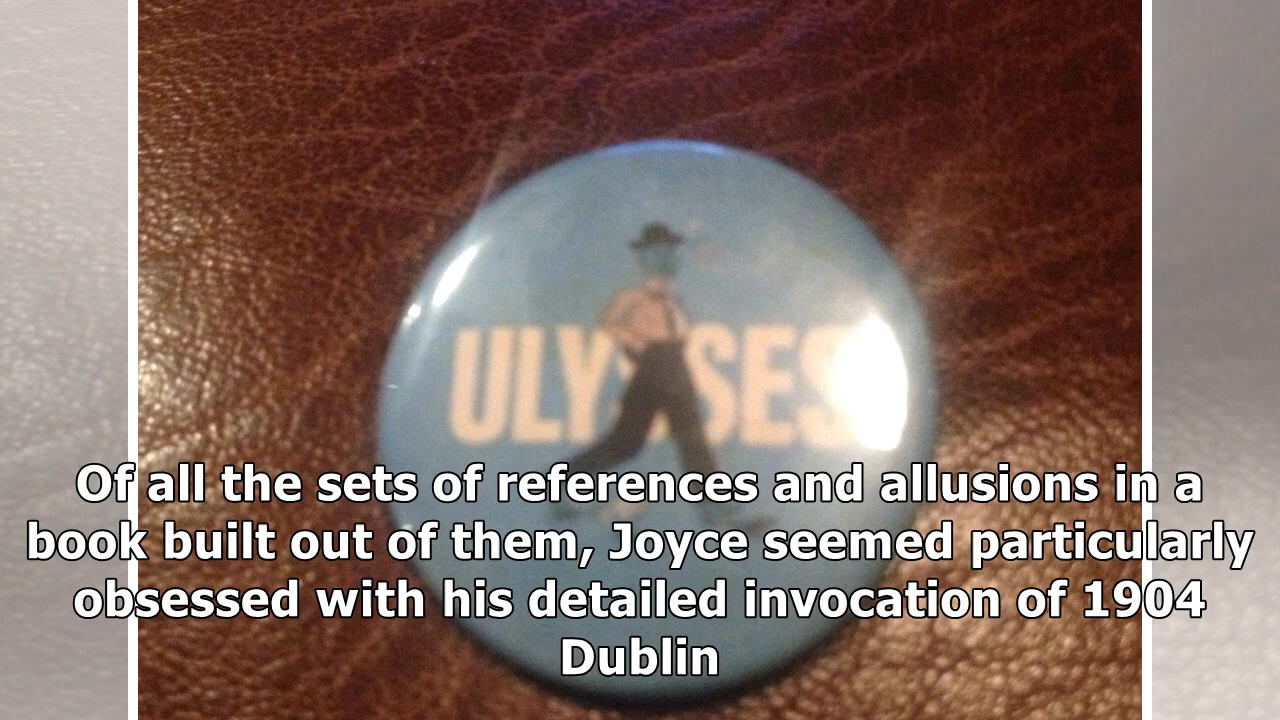 ULYSSES
Of all the sets of references and allusions in a
book built out of them, Joyce seemed particularly
obsessed with his detailed invocation of 1904
Dublin